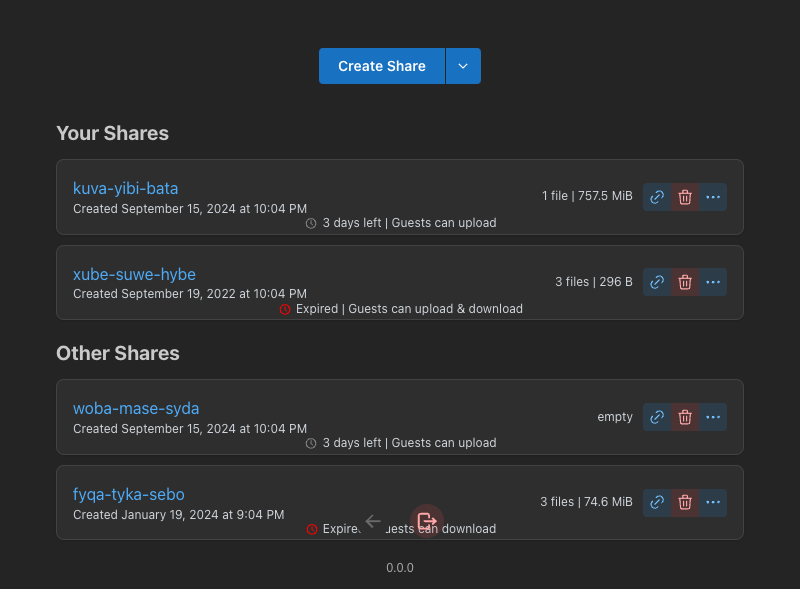 Create Share
Your Shares
kuva-yibi-bata
Created September 15, 2024 at 10:04 PM
1 file | 757.5 MiB
3 days left | Guests can upload
xube-suwe-hybe
Created September 19, 2022 at 10:04 PM
3 files | 296 B
Expired | Guests can upload & download
Other Shares
woba-mase-syda
Created September 15, 2024 at 10:04 PM
empty
3 days left | Guests can upload
fyqa-tyka-sebo
Created January 19, 2024 at 9:04 PM
3 files | 74.6 MiB
can download
0.0.0